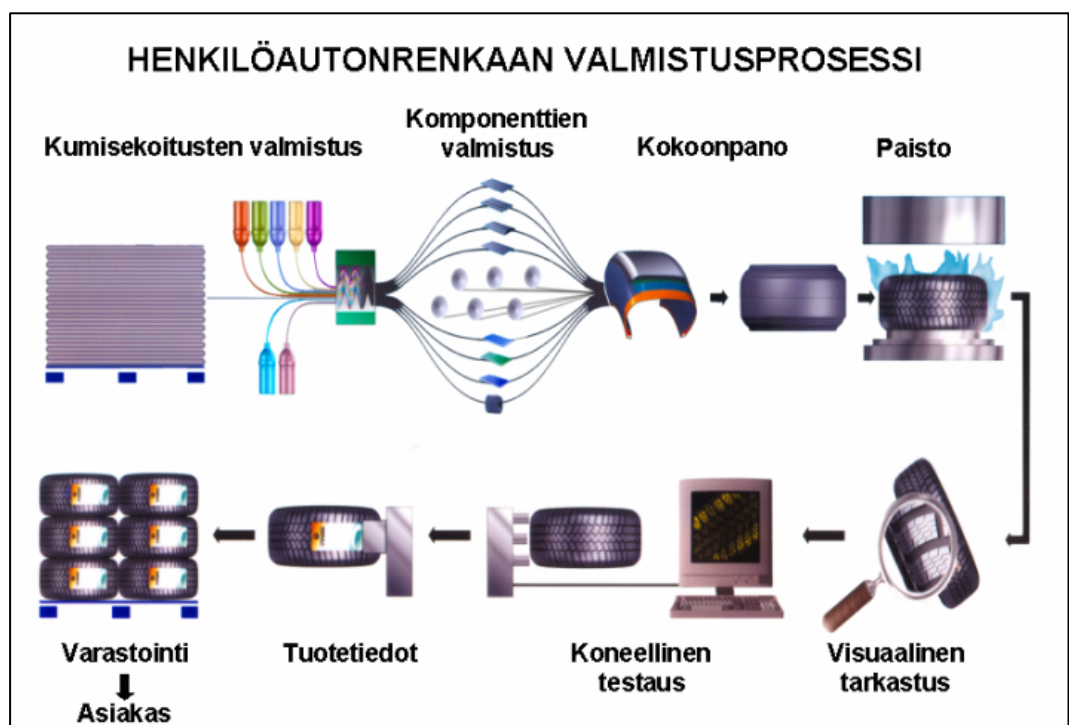 HENKILÖAUTONRENKAAN VALMISTUSPROSESSI
Kumisekoitusten valmistus
Komponenttien
valmistus
Kokoonpano
Paisto
Varastointi
Asiakas
Tuotetiedot
Koneellinen
testaus
Visuaalinen
tarkastus